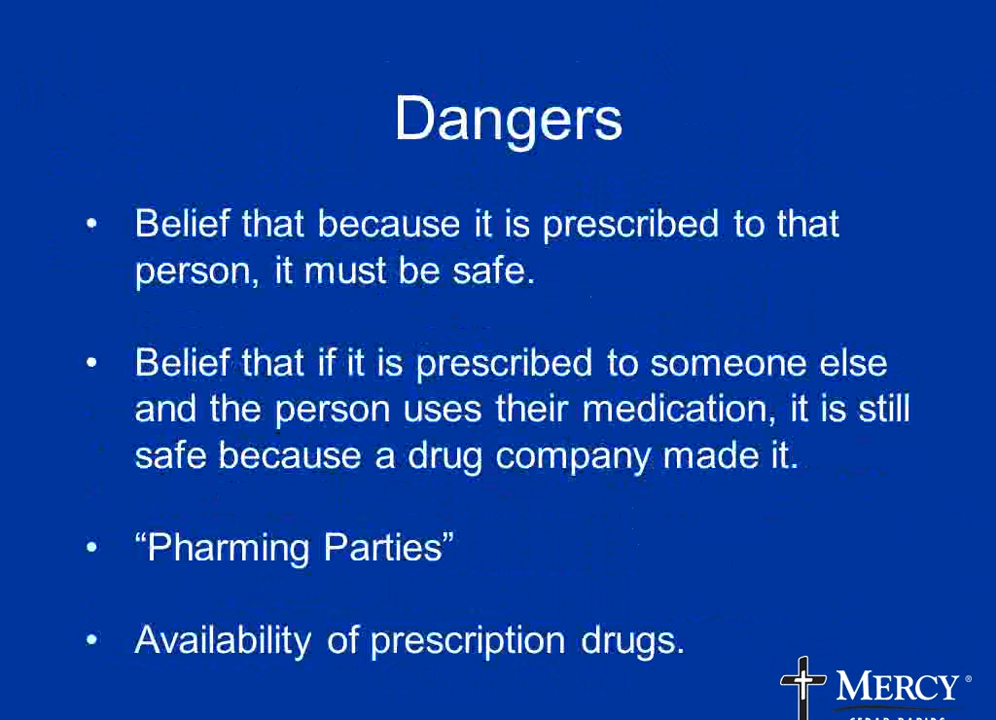 Dangers
• Belief that because it is prescribed to that
person, it must be safe.
• Belief that if it is prescribed to someone else
and the person uses their medication, it is still
safe because a drug company made it.
• “Pharming Parties”
• Availability of prescription drugs.
MERCY ®